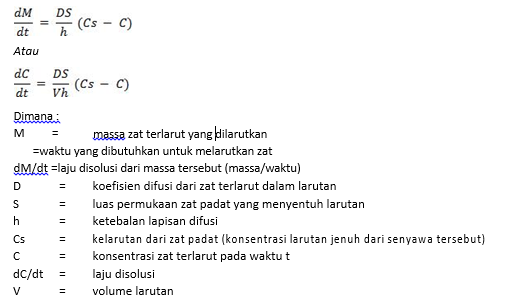 dM/dt = DS/h (Cs − C)
Atau
dC/dt = DS/Vh (Cs − C)
Dimana :
M = massa zat terlarut yang dilarutkan
=waktu yang dibutuhkan untuk melarutkan zat
dM/dt =laju disolusi dari massa tersebut (massa/waktu)
D = koefisien difusi dari zat terlarut dalam larutan
S = luas permukaan zat padat yang menyentuh larutan
h = ketebalan lapisan difusi
Cs = kelarutan dari zat padat (konsentrasi larutan jenuh dari senyawa tersebut)
C = konsentrasi zat terlarut pada waktu t
dC/dt = laju disolusi
V = volume larutan